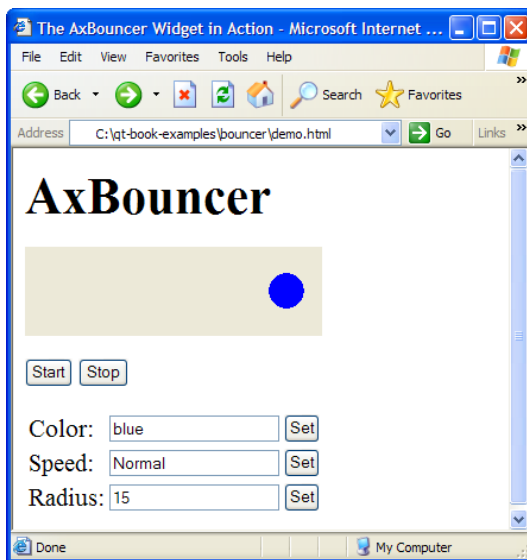 The AxBouncer Widget in Action - Microsoft Internet ...
File Edit View Favorites Tools Help
Back Search Favorites »
Address C:\qt-book-examples\bouncer\demo.html Go Links »
AxBouncer
Start Stop
Color: blue Set
Speed: Normal Set
Radius: 15 Set
Done My Computer